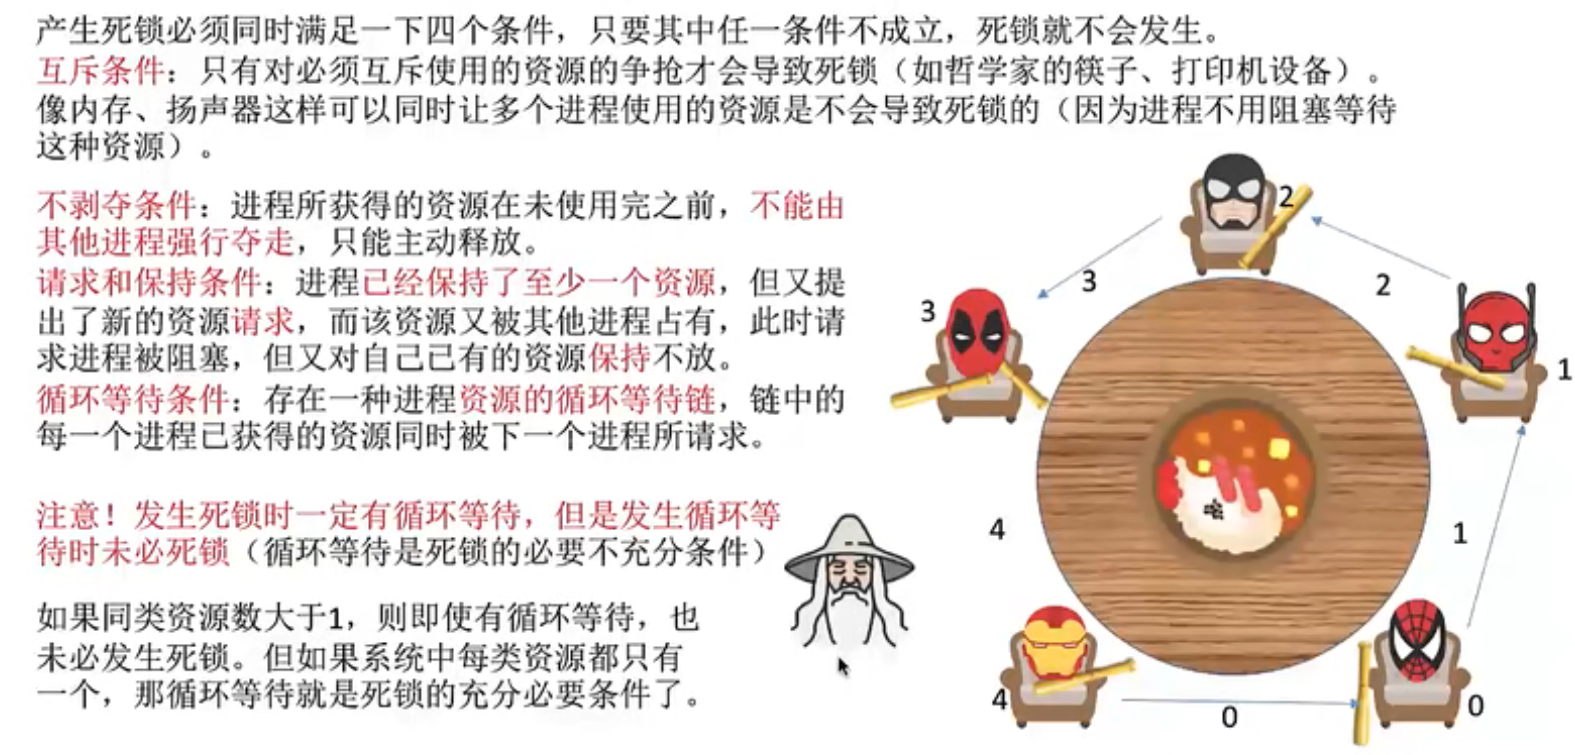 产生死锁必须同时满足一下四个条件，只要其中任一条件不成立，死锁就不会发生。
互斥条件：只有对必须互斥使用的资源的争抢才会导致死锁（如哲学家的筷子、打印机设备）。
像内存、扬声器这样可以同时让多个进程使用的资源是不会导致死锁的（因为进程不用阻塞等待
这种资源）。
不剥夺条件：进程所获得的资源在未使用完之前，不能由
其他进程强行夺走，只能主动释放。
请求和保持条件：进程已经保持了至少一个资源，但又提
出了新的资源请求，而该资源又被其他进程占有，此时请
求进程被阻塞，但又对自己已有的资源保持不放。
循环等待条件：存在一种进程资源的循环等待链，链中的
每一个进程已获得的资源同时被下一个进程所请求。
注意！发生死锁时一定有循环等待，但是发生循环等
待时未必死锁（循环等待是死锁的必要不充分条件）
如果同类资源数大于1，则即使有循环等待，也
未必发生死锁。但如果系统中每类资源都只有
一个，那循环等待就是死锁的充分必要条件了。
2
3
2
3
1
4
1
4
0
0